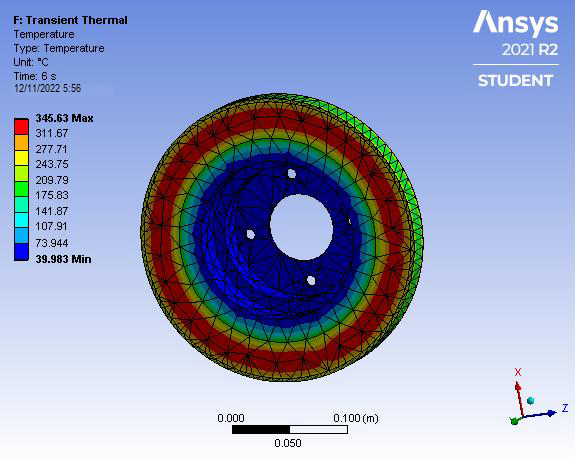 F: Transient Thermal
Temperature
Type: Temperature
Unit: °C
Time: 6 s
12/11/2022 5:56
Ansys
2021 R2
STUDENT
345.63 Max
311.67
277.71
243.75
209.79
175.83
141.87
107.91
73.944
39.983 Min
0.000
0.100 (m)
0.050
X
Z